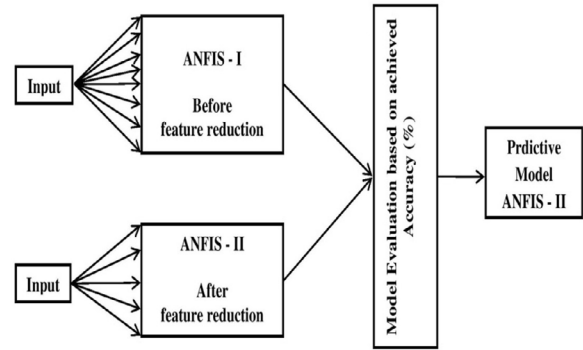 Input
ANFIS - I
Before
feature reduction
Input
ANFIS - II
After
feature reduction
Model Evaluation based on achieved
Accuracy (%)
Prdictive
Model
ANFIS - II